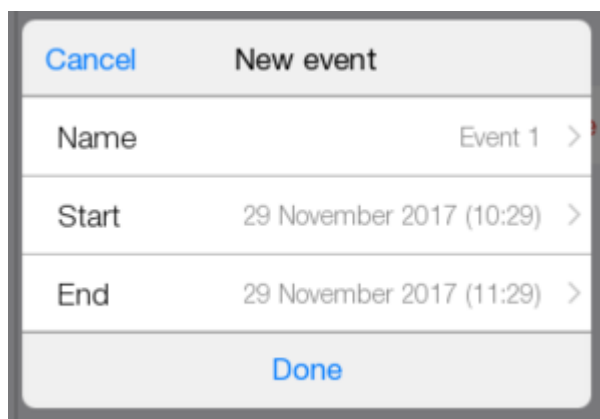 Cancel New event
Name Event 1
Start 29 November 2017 (10:29)
End 29 November 2017 (11:29)
Done